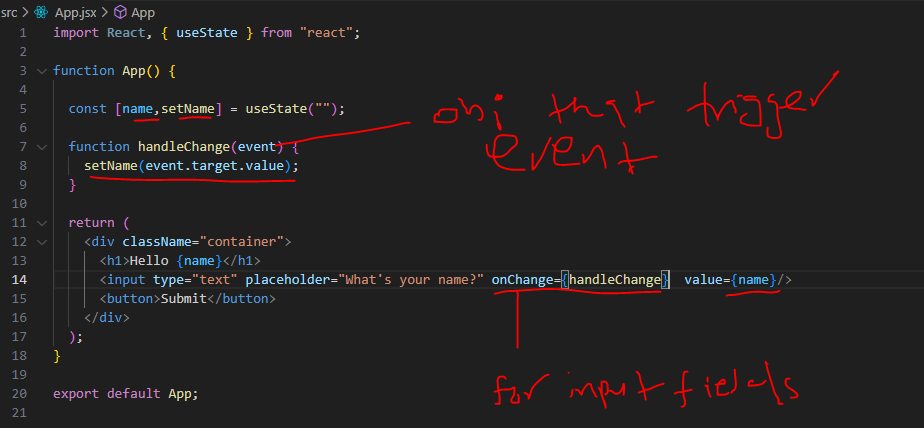 src > App.jsx > App
1 import React, { useState } from "react";
2
3 function App() {
4
5 const [name,setName] = useState("");
6
7 function handleChange(event) {
8 setName(event.target.value);
9 }
10
11 return (
12 <div className="container">
13 <h1>Hello {name}</h1>
14 <input type="text" placeholder="What's your name?" onChange={handleChange}  value={name}/>
15 <button>Submit</button>
16 </div>
17 );
18 }
19
20 export default App;
21
obj that trigger
event
for input fields